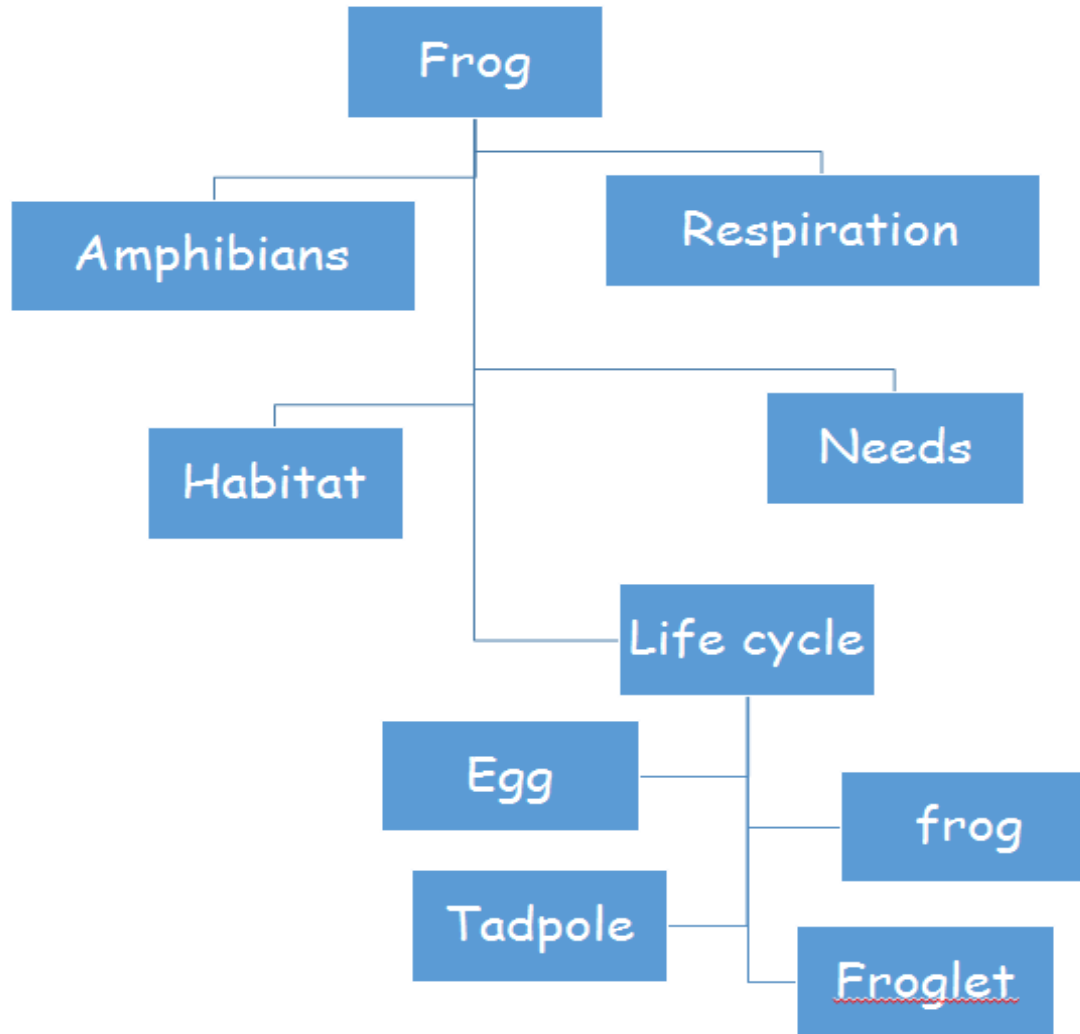 Frog
Amphibians
Respiration
Habitat
Needs
Life cycle
Egg
frog
Tadpole
Froglet